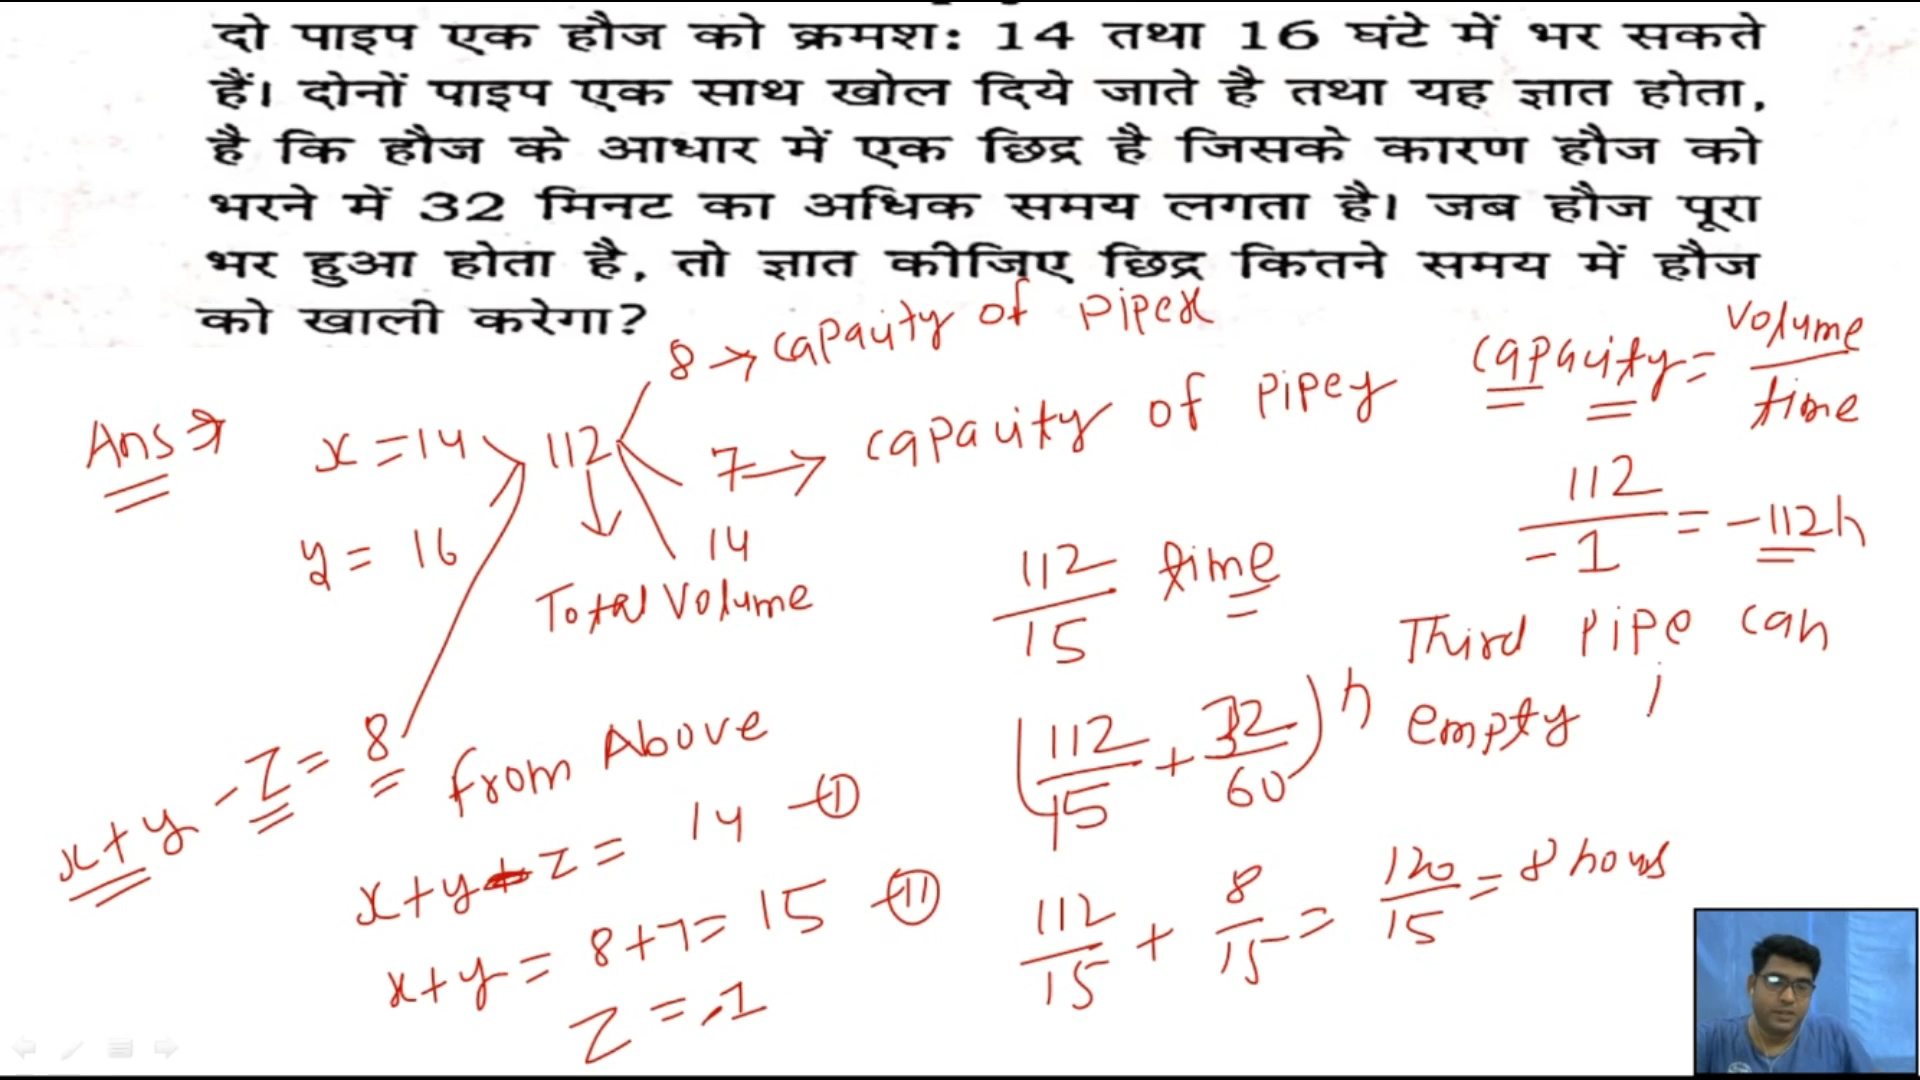 दो पाइप एक हौज को क्रमश: 14 तथा 16 घंटे में भर सकते
हैं। दोनों पाइप एक साथ खोल दिये जाते है तथा यह ज्ञात होता,
है कि हौज के आधार में एक छिद्र है जिसके कारण हौज को
भरने में 32 मिनट का अधिक समय लगता है। जब हौज पूरा
भर हुआ होता है, तो ज्ञात कीजिए छिद्र कितने समय में हौज
को खाली करेगा?
8 → capacity of pipe x
7 → capacity of pipe y
capacity = volume / time
Ans →
x = 14
112
y = 16
14
Total Volume
112/15 time
112/-1 = -112h
Third pipe can
empty i
(112/15 + 32/60) h
x+y - z = 8
from Above
x+y+z = 14 -①
x+y = 8+7 = 15 -⑪
z = -1
112/15 + 8/15 = 120/15 = 8 hours